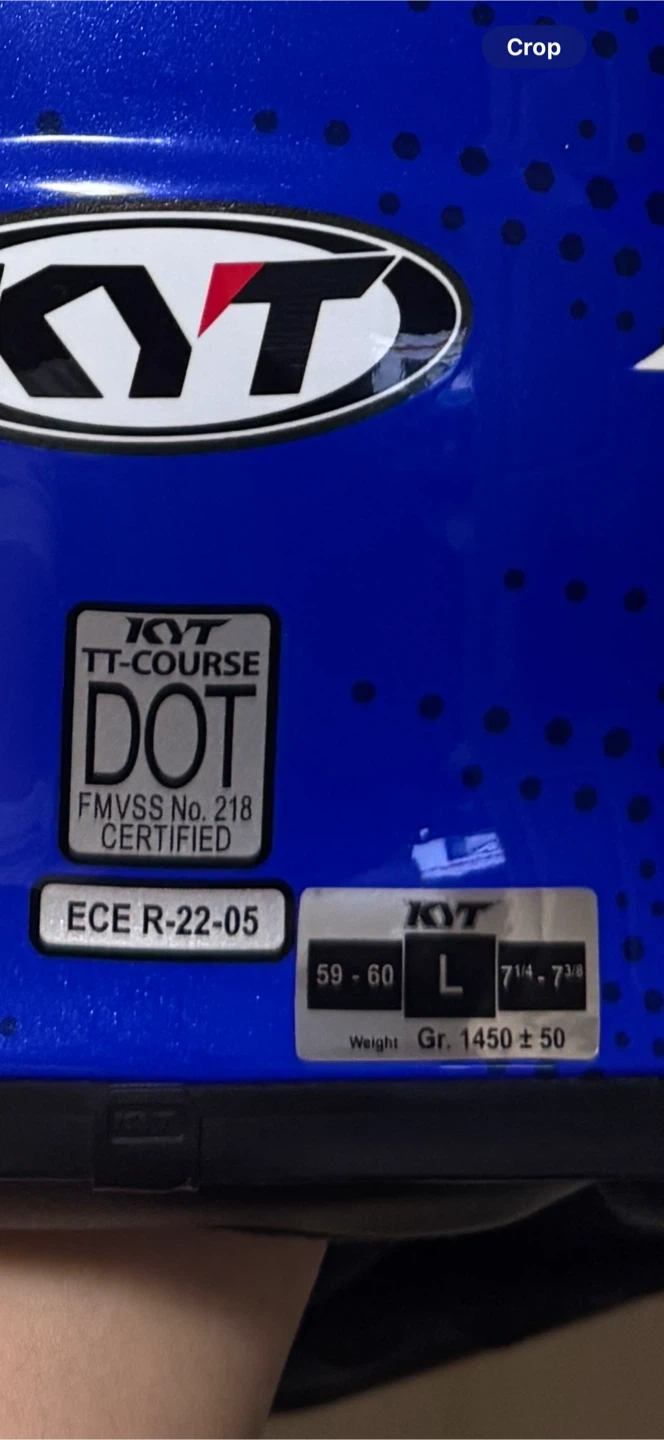 Crop
KYT
KYT
TT-COURSE
DOT
FMVSS No. 218
CERTIFIED
ECE R-22-05
KYT
59 - 60 L 7 1/4 - 7 3/8
Weight Gr. 1450 ± 50
KYT